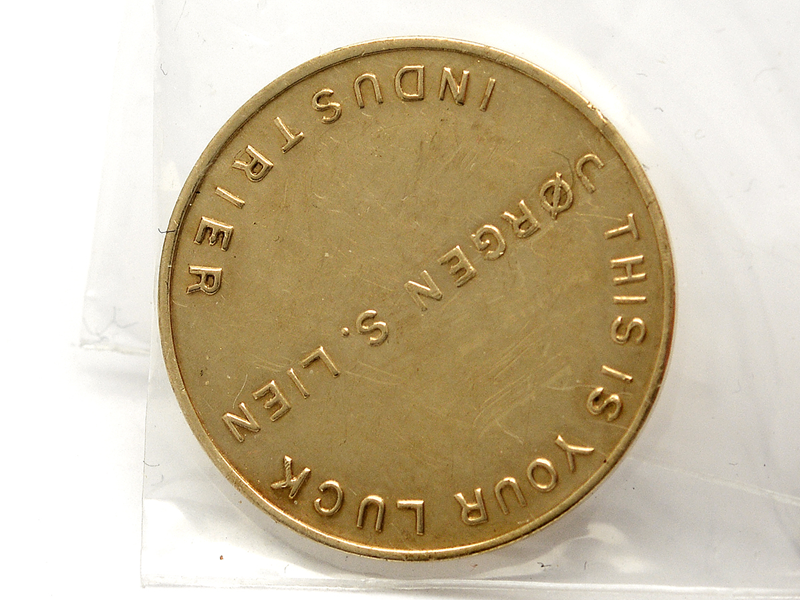 THIS IS YOUR LUCK
JØRGEN S. LIEN
INDUSTRIER